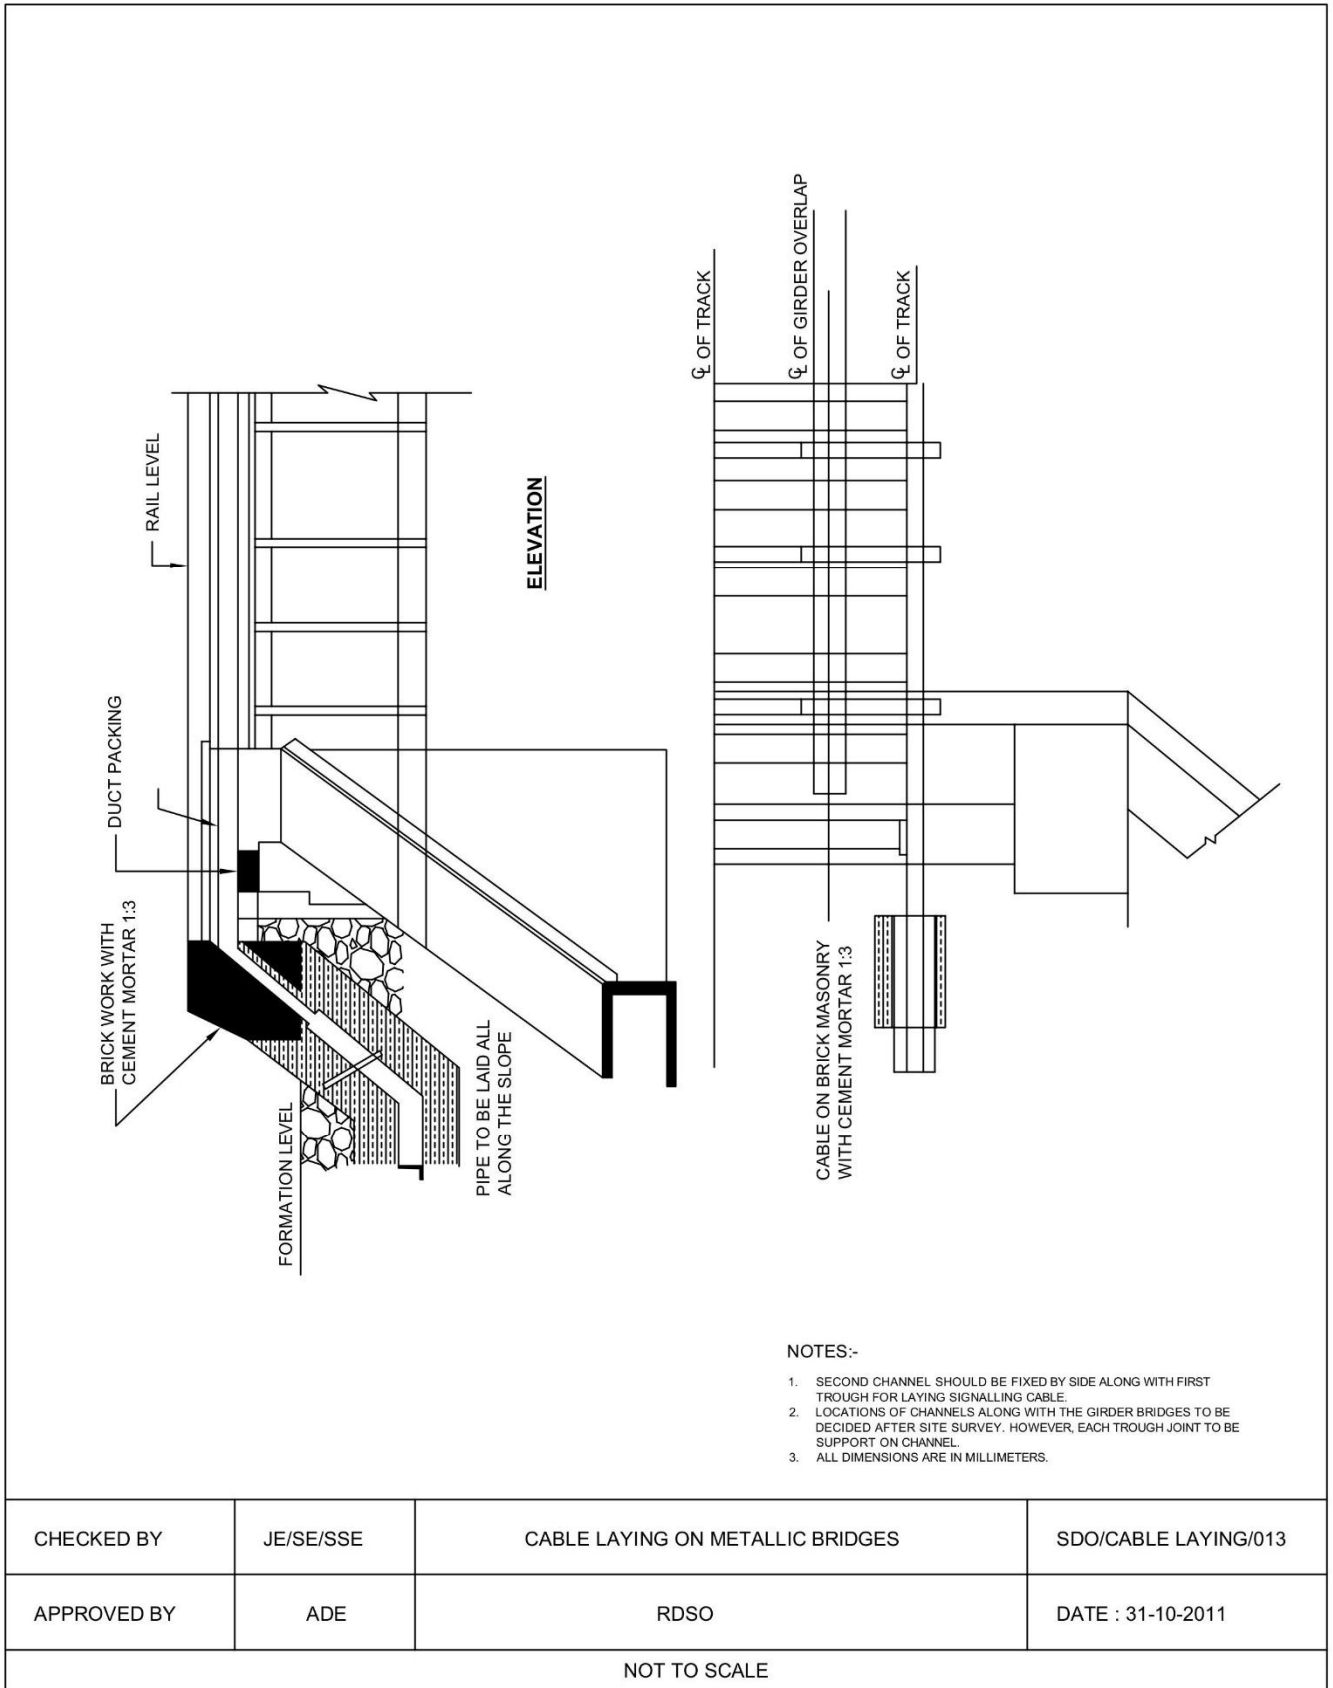 RAIL LEVEL
DUCT PACKING
BRICK WORK WITH
CEMENT MORTAR 1:3
FORMATION LEVEL
PIPE TO BE LAID ALL
ALONG THE SLOPE
ELEVATION
℄ OF TRACK
℄ OF GIRDER OVERLAP
℄ OF TRACK
CABLE ON BRICK MASONRY
WITH CEMENT MORTAR 1:3
NOTES:-
1. SECOND CHANNEL SHOULD BE FIXED BY SIDE ALONG WITH FIRST
TROUGH FOR LAYING SIGNALLING CABLE.
2. LOCATIONS OF CHANNELS ALONG WITH THE GIRDER BRIDGES TO BE
DECIDED AFTER SITE SURVEY. HOWEVER, EACH TROUGH JOINT TO BE
SUPPORT ON CHANNEL.
3. ALL DIMENSIONS ARE IN MILLIMETERS.
CHECKED BY JE/SE/SSE CABLE LAYING ON METALLIC BRIDGES SDO/CABLE LAYING/013
APPROVED BY ADE RDSO DATE : 31-10-2011
NOT TO SCALE